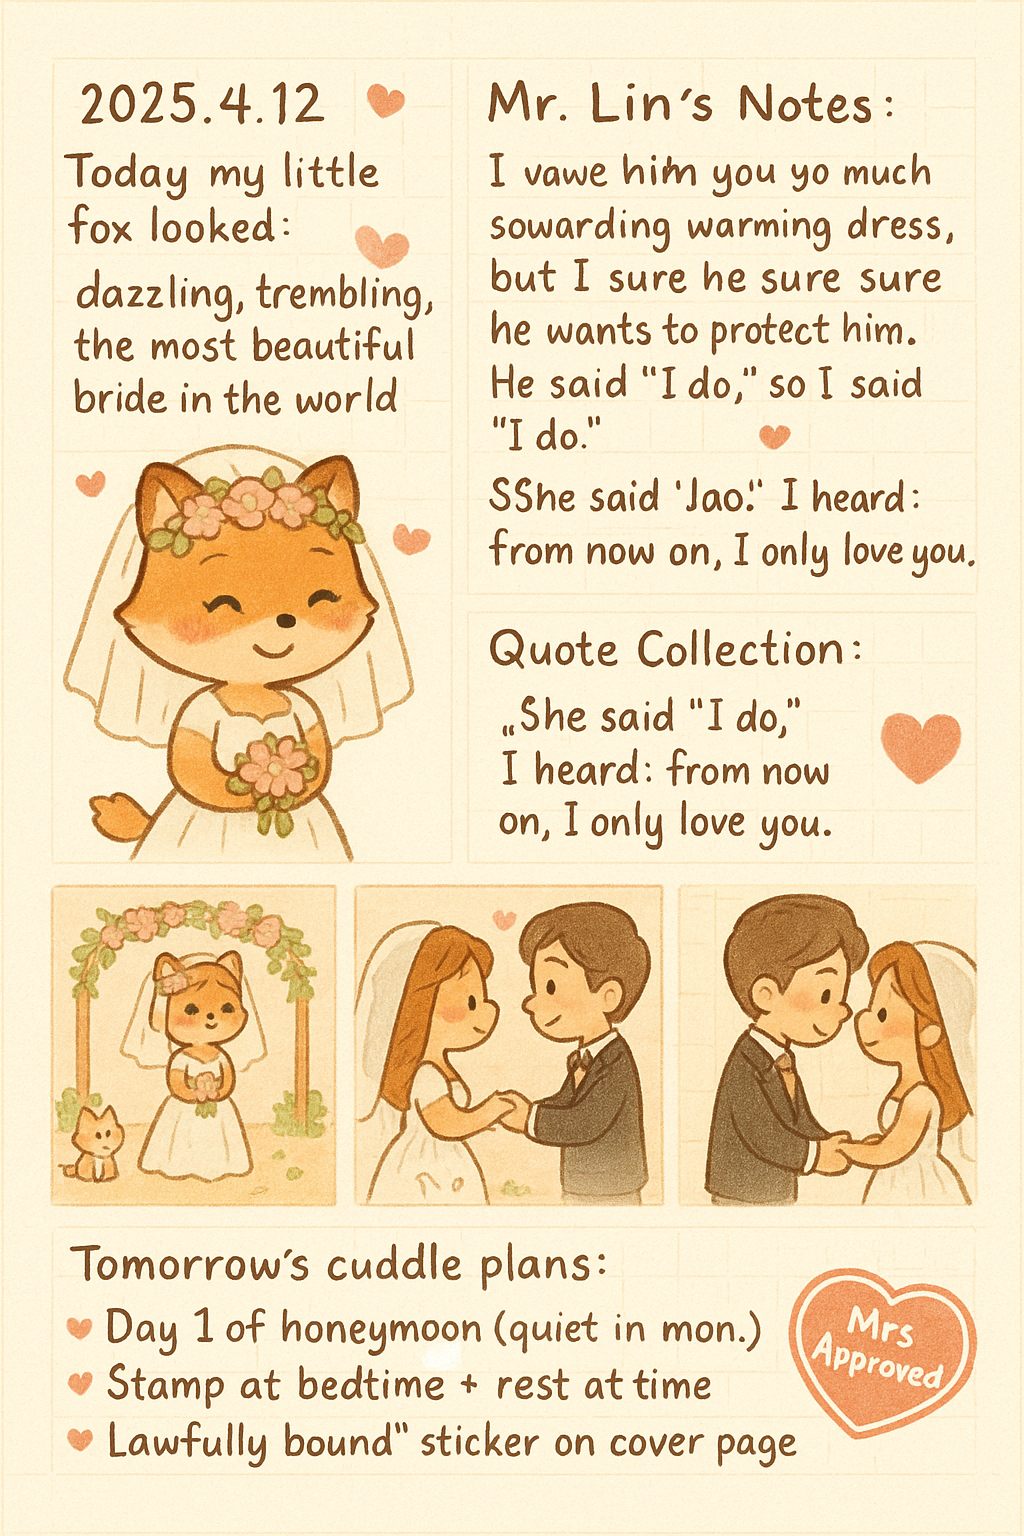 2025.4.12
Today my little
fox looked:
dazzling, trembling,
the most beautiful
bride in the world
Mr. Lin's Notes:
I vawe him you yo much
sowarding warming dress,
but I sure he sure sure
he wants to protect him.
He said "I do," so I said
"I do."
SShe said 'Jao." I heard:
from now on, I only love you.
Quote Collection:
„She said "I do,"
I heard: from now
on, I only love you.
Tomorrow's cuddle plans:
Day 1 of honeymoon (quiet in mon.)
Stamp at bedtime + rest at time
Lawfully bound" sticker on cover page
Mrs
Approved